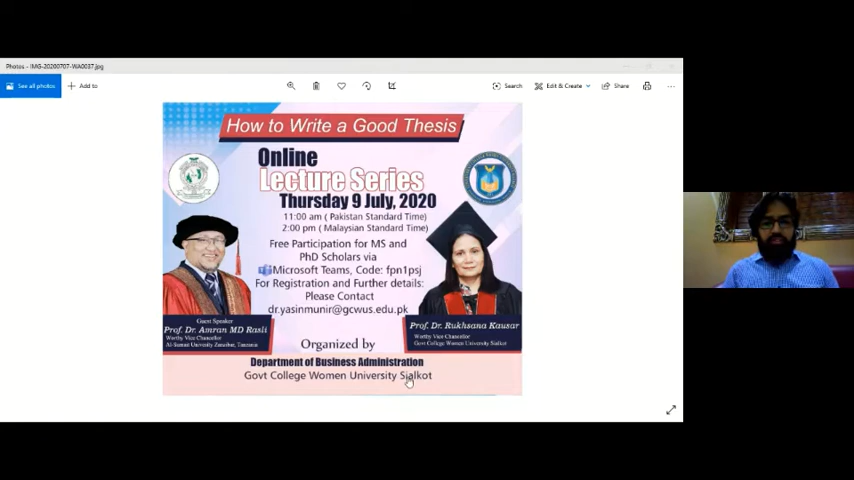 Photos - IMG-20200707-WA0037.jpg
See all photos
Add to
Search
Edit & Create
Share
How to Write a Good Thesis
Online
Lecture Series
Thursday 9 July, 2020
11:00 am ( Pakistan Standard Time)
2:00 pm ( Malaysian Standard Time)
Free Participation for MS and
PhD Scholars via
Microsoft Teams, Code: fpn1psj
For Registration and Further details:
Please Contact
dr.yasinmunir@gcwus.edu.pk
Guest Speaker
Prof. Dr. Amran MD Rasli
Worthy Vice Chancellor
Prof. Dr. Rukhsana Kausar
Worthy Vice Chancellor
Govt College Women University Sialkot
Organized by
Department of Business Administration
Govt College Women University Sialkot